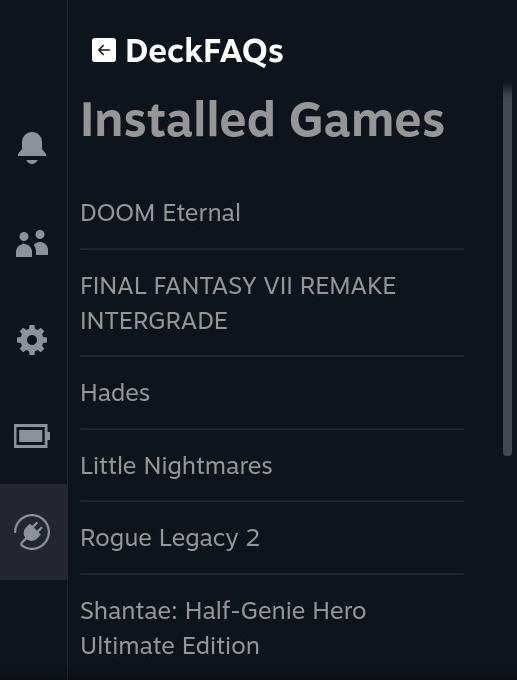 DeckFAQs
Installed Games
DOOM Eternal
FINAL FANTASY VII REMAKE
INTERGRADE
Hades
Little Nightmares
Rogue Legacy 2
Shantae: Half-Genie Hero
Ultimate Edition